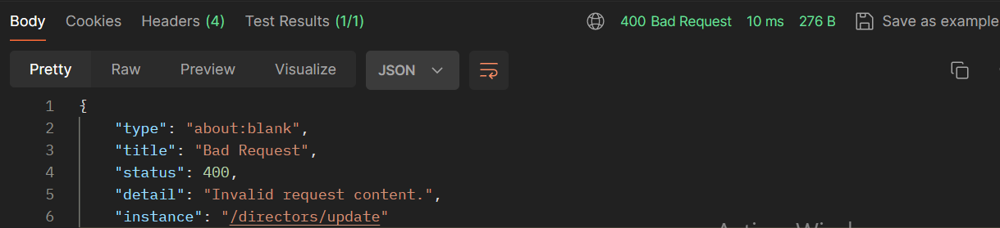 Body Cookies Headers (4) Test Results (1/1) 400 Bad Request 10 ms 276 B Save as example
Pretty Raw Preview Visualize JSON
1 {
2 "type": "about:blank",
3 "title": "Bad Request",
4 "status": 400,
5 "detail": "Invalid request content.",
6 "instance": "/directors/update"